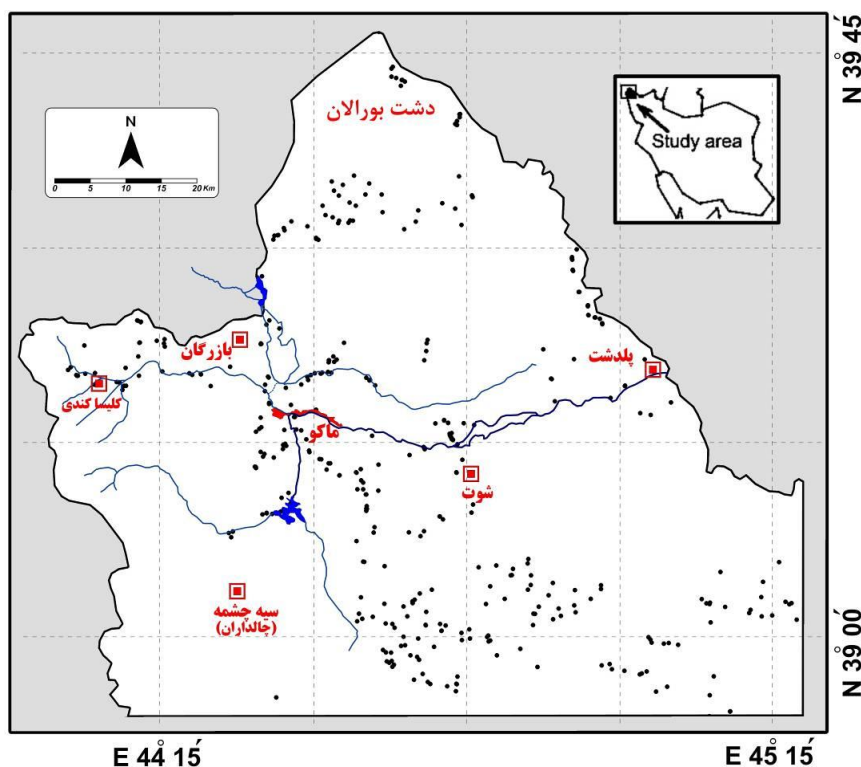 N 39° 45´
دشت بورالان
Study area
N
0 5 10 15 20 Km
بازرگان
پلدشت
کلیسا کندی
ماکو
شوت
سیه چشمه
(چالداران)
N 39° 00´
E 44° 15´
E 45° 15´